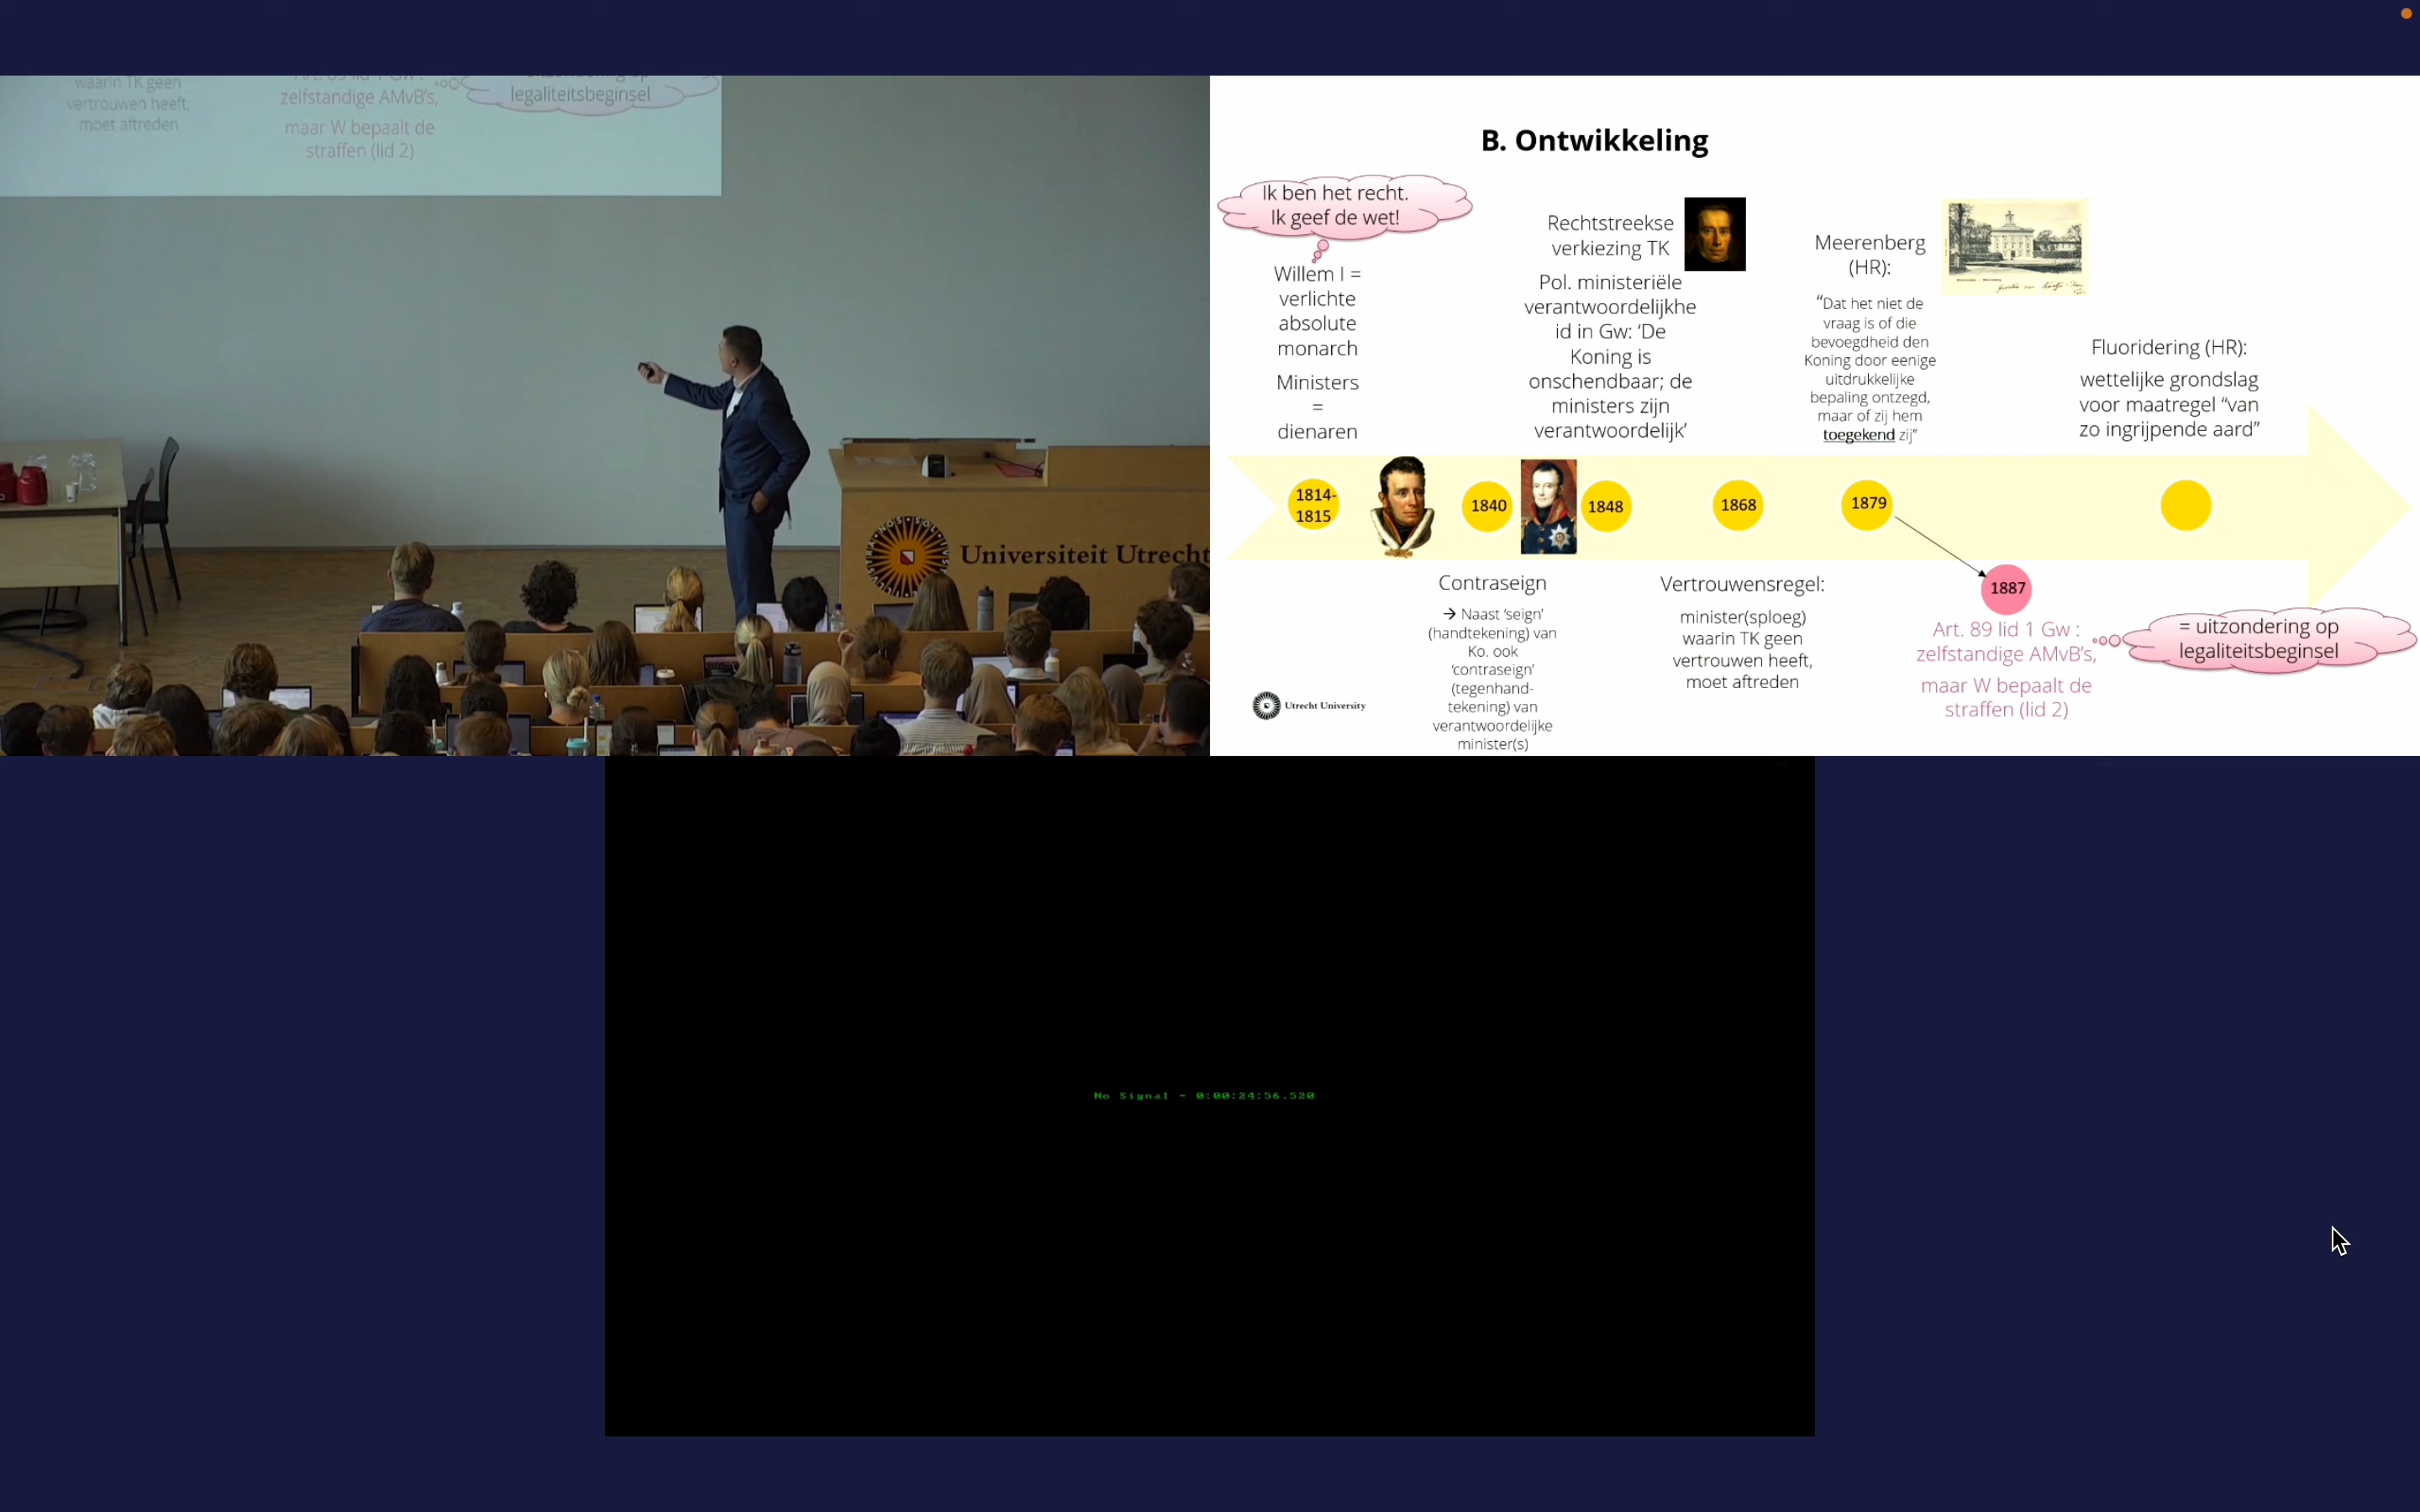 waarin TK geen
vertrouwen heeft,
moet aftreden
zelfstandige AMvB's,
maar W bepaalt de
straffen (lid 2)
legaliteitsbeginsel
Universiteit Utrecht
B. Ontwikkeling
Ik ben het recht.
Ik geef de wet!
Willem I =
verlichte
absolute
monarch
Ministers
=
dienaren
Rechtstreekse
verkiezing TK
Pol. ministeriële
verantwoordelijkhe
id in Gw: ‘De
Koning is
onschendbaar; de
ministers zijn
verantwoordelijk’
Meerenberg
(HR):
“Dat het niet de
vraag is of die
bevoegdheid den
Koning door eenige
uitdrukkelijke
bepaling ontzegd,
maar of zij hem
toegekend zij”
Fluoridering (HR):
wettelijke grondslag
voor maatregel “van
zo ingrijpende aard”
1814-
1815
1840
1848
1868
1879
1887
Contraseign
→ Naast ‘seign’
(handtekening) van
Ko. ook
‘contraseign’
(tegenhand-
tekening) van
verantwoordelijke
minister(s)
Vertrouwensregel:
minister(sploeg)
waarin TK geen
vertrouwen heeft,
moet aftreden
Art. 89 lid 1 Gw :
zelfstandige AMvB’s,
maar W bepaalt de
straffen (lid 2)
= uitzondering op
legaliteitsbeginsel
Utrecht University
No Signal - 0:00:24:56.520